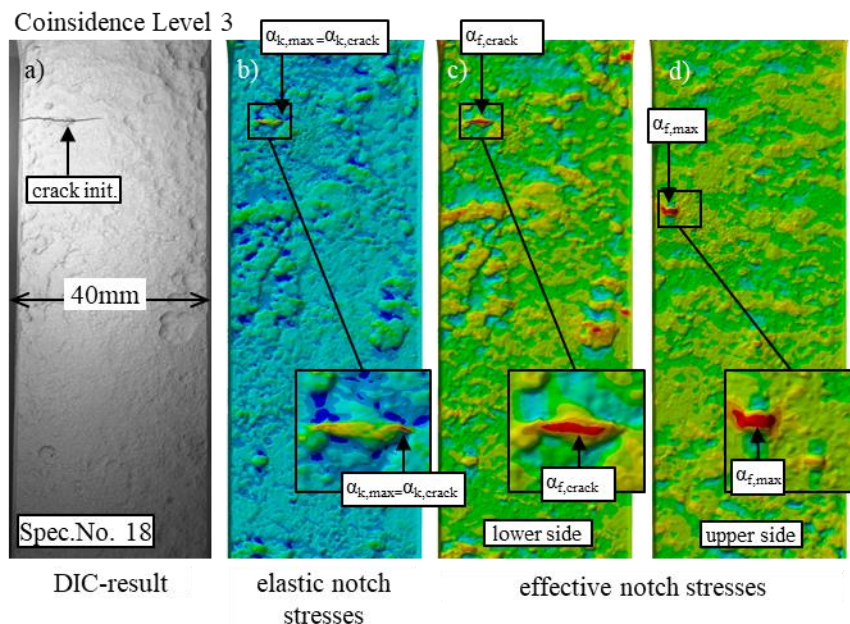 Coinsidence Level 3
a)
crack init.
40mm
Spec.No. 18
DIC-result
αk,max =αk,crack
b)
αk,max=αk,crack
elastic notch
stresses
αf,crack
c)
αf,crack
lower side
d)
αf,max
αf,max
upper side
effective notch stresses